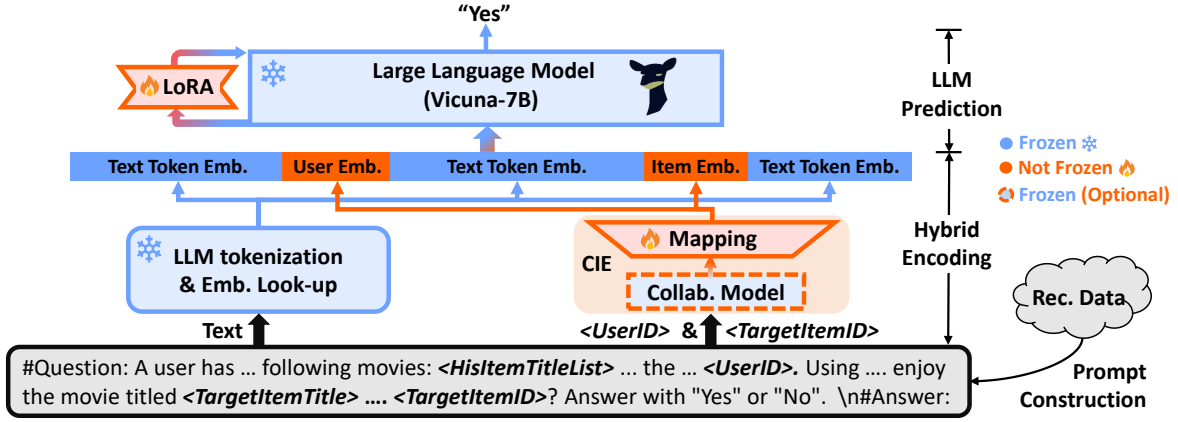 “Yes”
LoRA
Large Language Model
(Vicuna-7B)
LLM
Prediction
Text Token Emb.
User Emb.
Text Token Emb.
Item Emb.
Text Token Emb.
Frozen
Not Frozen
Frozen (Optional)
LLM tokenization
& Emb. Look-up
Mapping
CIE
Collab. Model
Hybrid
Encoding
Rec. Data
Text
<UserID> & <TargetItemID>
#Question: A user has ... following movies: <HisItemTitleList> ... the ... <UserID>. Using .... enjoy
the movie titled <TargetItemTitle> .... <TargetItemID>? Answer with "Yes" or "No". \n#Answer:
Prompt
Construction